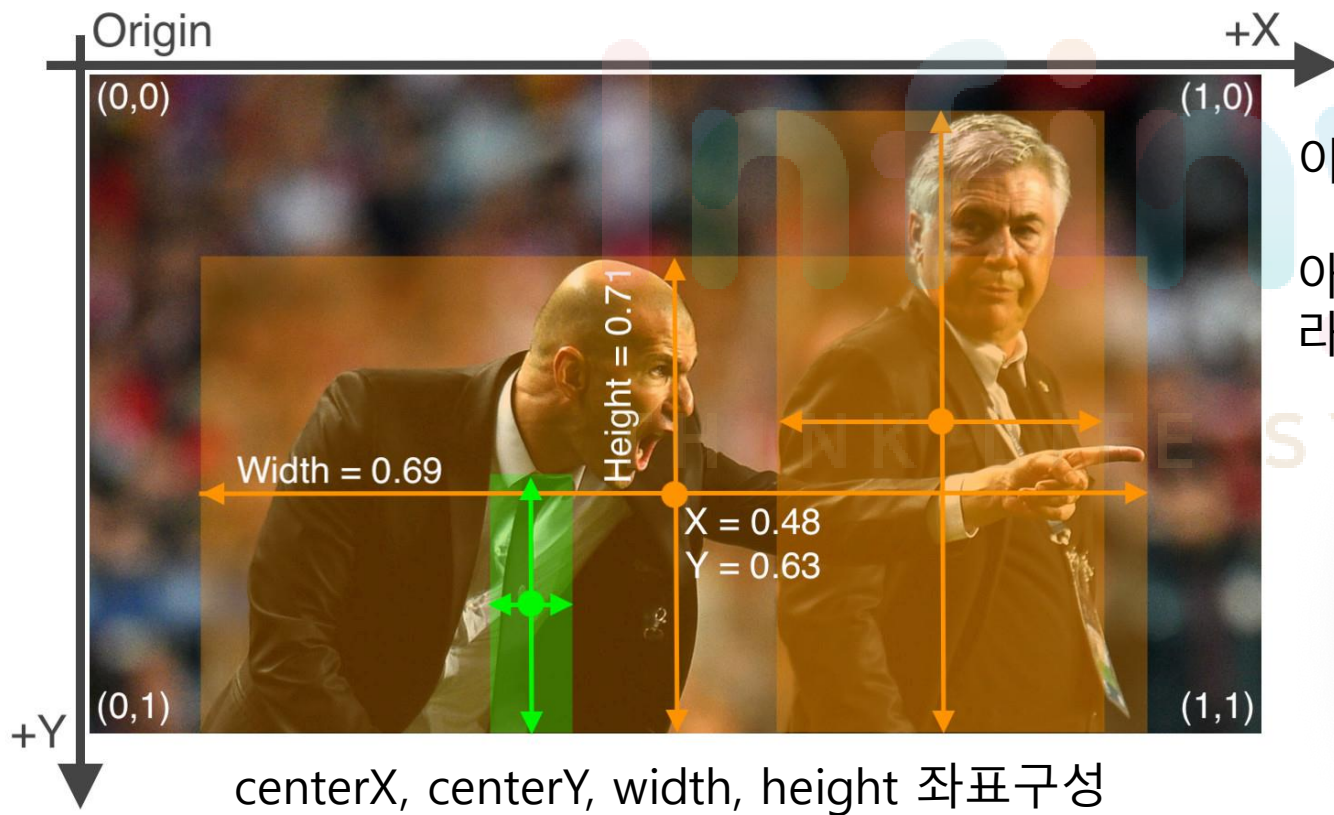 Origin
+X
(0,0)
(1,0)
Height = 0.71
Width = 0.69
X = 0.48
Y = 0.63
(0,1)
(1,1)
+Y
centerX, centerY, width, height 좌표구성